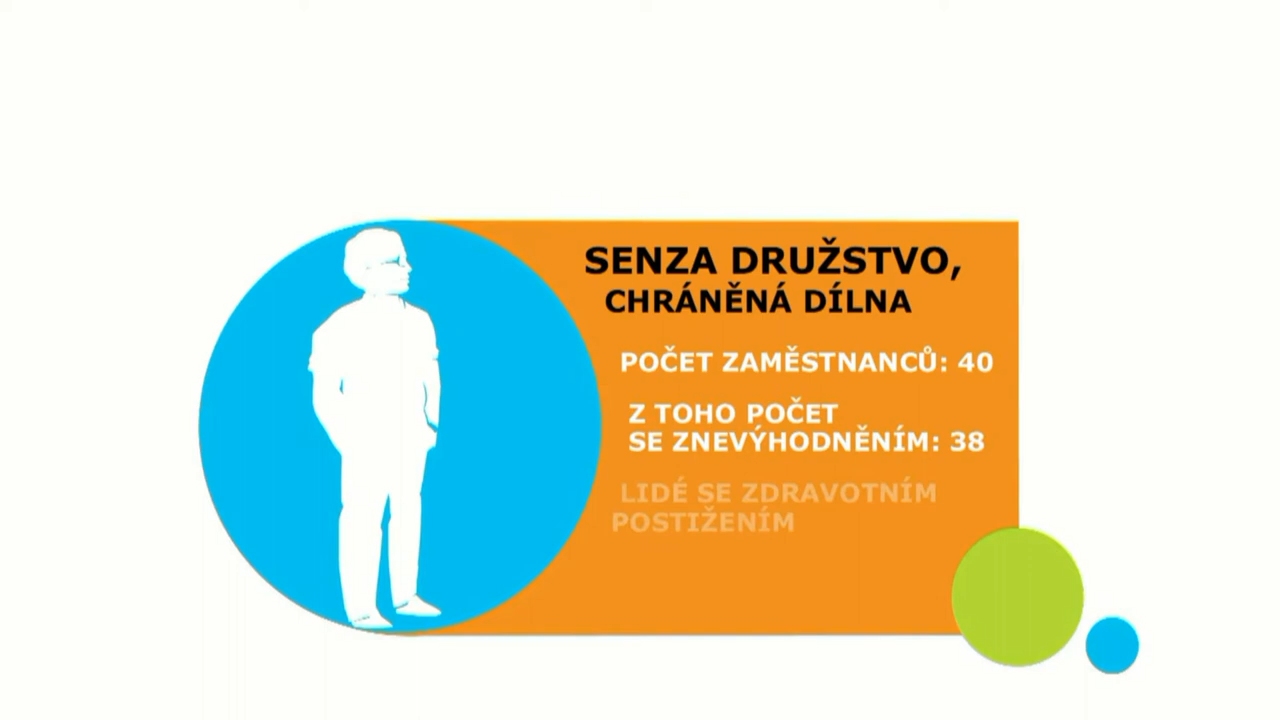 SENZA DRUŽSTVO,
CHRÁNĚNÁ DÍLNA
POČET ZAMĚSTNANCŮ: 40
Z TOHO POČET
SE ZNEVÝHODNĚNÍM: 38
LIDÉ SE ZDRAVOTNÍM
POSTIŽENÍM